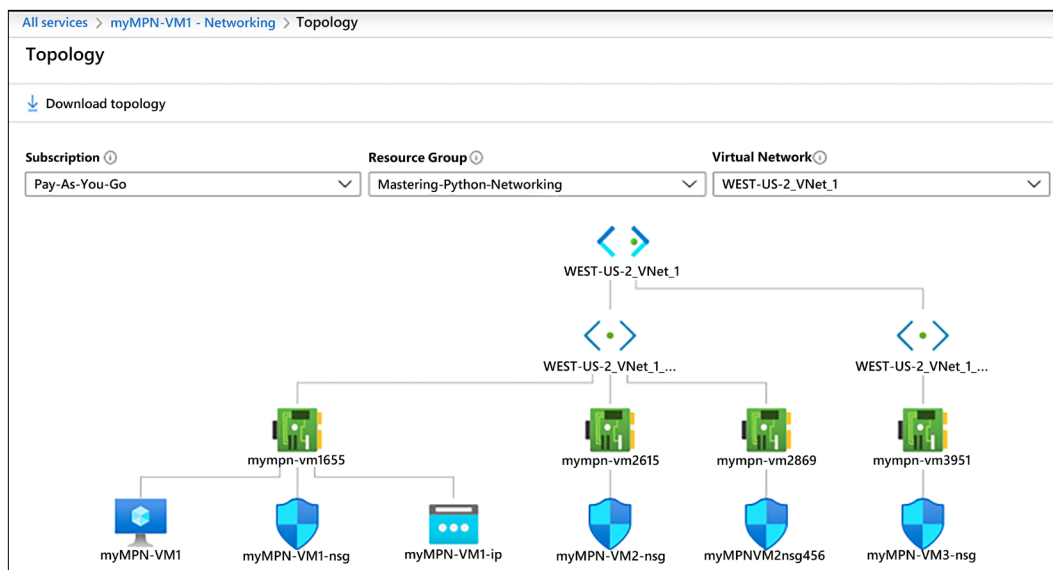 All services > myMPN-VM1 - Networking > Topology
Topology
Download topology
Subscription Resource Group Virtual Network
Pay-As-You-Go Mastering-Python-Networking WEST-US-2_VNet_1
WEST-US-2_VNet_1
WEST-US-2_VNet_1_... WEST-US-2_VNet_1_...
mympn-vm1655 mympn-vm2615 mympn-vm2869 mympn-vm3951
myMPN-VM1 myMPN-VM1-nsg myMPN-VM1-ip myMPN-VM2-nsg myMPNVM2nsg456 myMPN-VM3-nsg